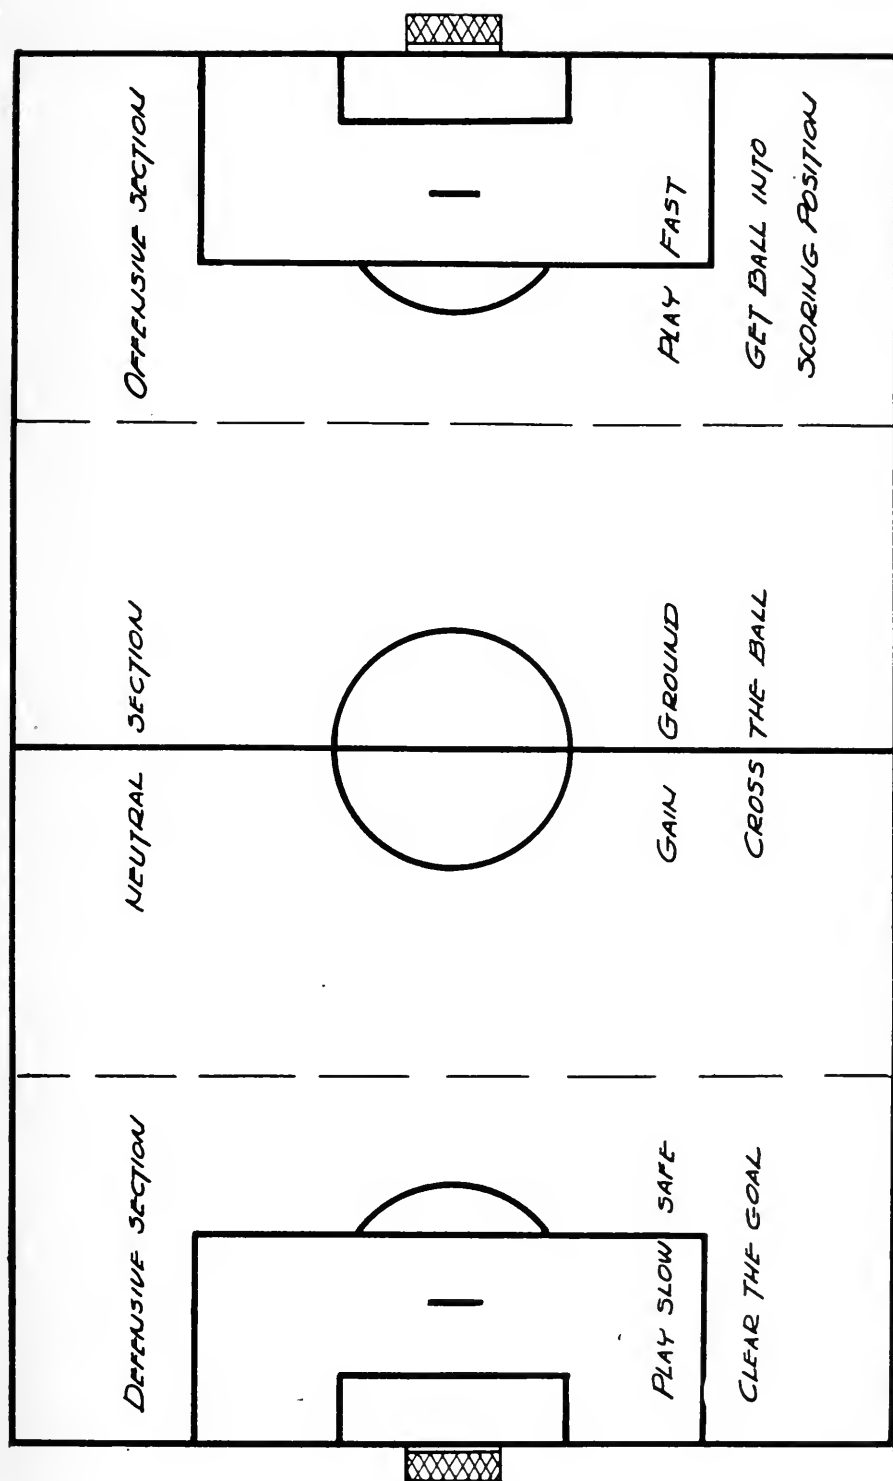 DEFENSIVE SECTION
NEUTRAL SECTION
OFFENSIVE SECTION
PLAY SLOW SAFE
GAIN GROUND
PLAY FAST
CLEAR THE GOAL
CROSS THE BALL
GET BALL INTO
SCORING POSITION